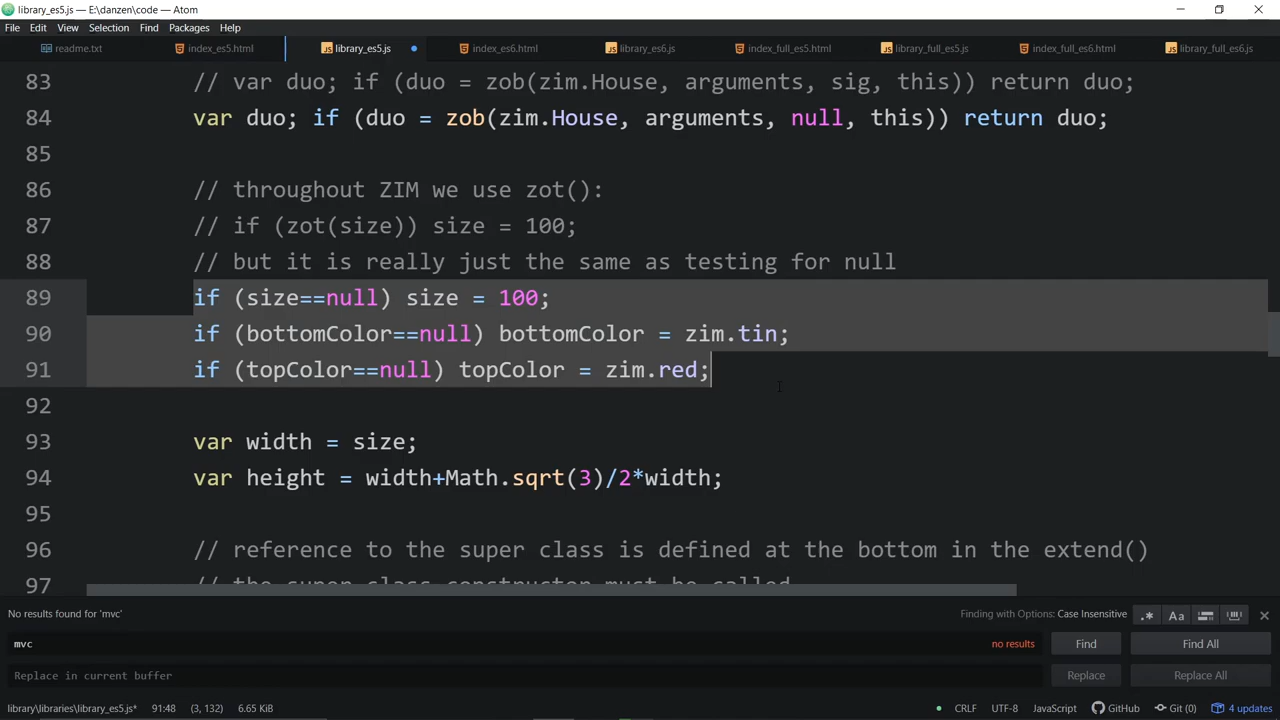 library_es5.js — E:\danzen\code — Atom
File Edit View Selection Find Packages Help
readme.txt index_es5.html library_es5.js index_es6.html library_es6.js index_full_es5.html library_full_es5.js index_full_es6.html library_full_es6.js
83 // var duo; if (duo = zob(zim.House, arguments, sig, this)) return duo;
84 var duo; if (duo = zob(zim.House, arguments, null, this)) return duo;
85
86 // throughout ZIM we use zot():
87 // if (zot(size)) size = 100;
88 // but it is really just the same as testing for null
89 if (size==null) size = 100;
90 if (bottomColor==null) bottomColor = zim.tin;
91 if (topColor==null) topColor = zim.red;
92
93 var width = size;
94 var height = width+Math.sqrt(3)/2*width;
95
96 // reference to the super class is defined at the bottom in the extend()
97 // the super class constructor must be called
No results found for 'mvc' Finding with Options: Case Insensitive .* Aa
mvc no results Find Find All
Replace in current buffer Replace Replace All
library\libraries\library_es5.js* 91:48 (3, 132) 6.65 KiB CRLF UTF-8 JavaScript GitHub Git (0) 4 updates